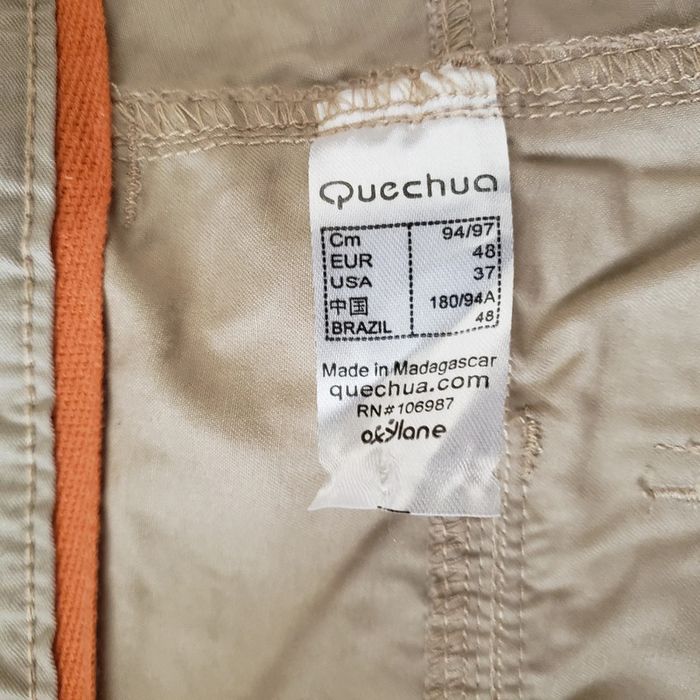 Quechua
Cm 94/97
EUR 48
USA 37
中国 180/94A
BRAZIL 48
Made in Madagascar
quechua.com
RN#106987
oxylane